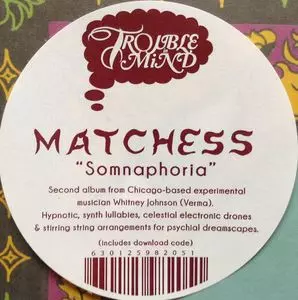 TROUBLE
IN
MIND
MATCHESS
"Somnaphoria"
Second album from Chicago-based experimental
musician Whitney Johnson (Verma).
Hypnotic, synth lullabies, celestial electronic drones
& stirring string arrangements for psychial dreamscapes.
(includes download code)
630125982051